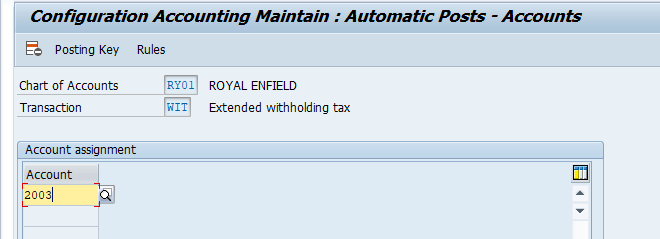 Configuration Accounting Maintain : Automatic Posts - Accounts
Posting Key Rules
Chart of Accounts RY01 ROYAL ENFIELD
Transaction WIT Extended withholding tax
Account assignment
Account
2003